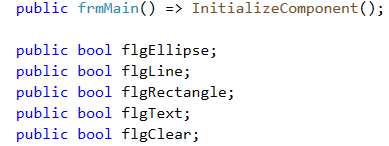 public frmMain() => InitializeComponent();
public bool flgEllipse;
public bool flgLine;
public bool flgRectangle;
public bool flgText;
public bool flgClear;